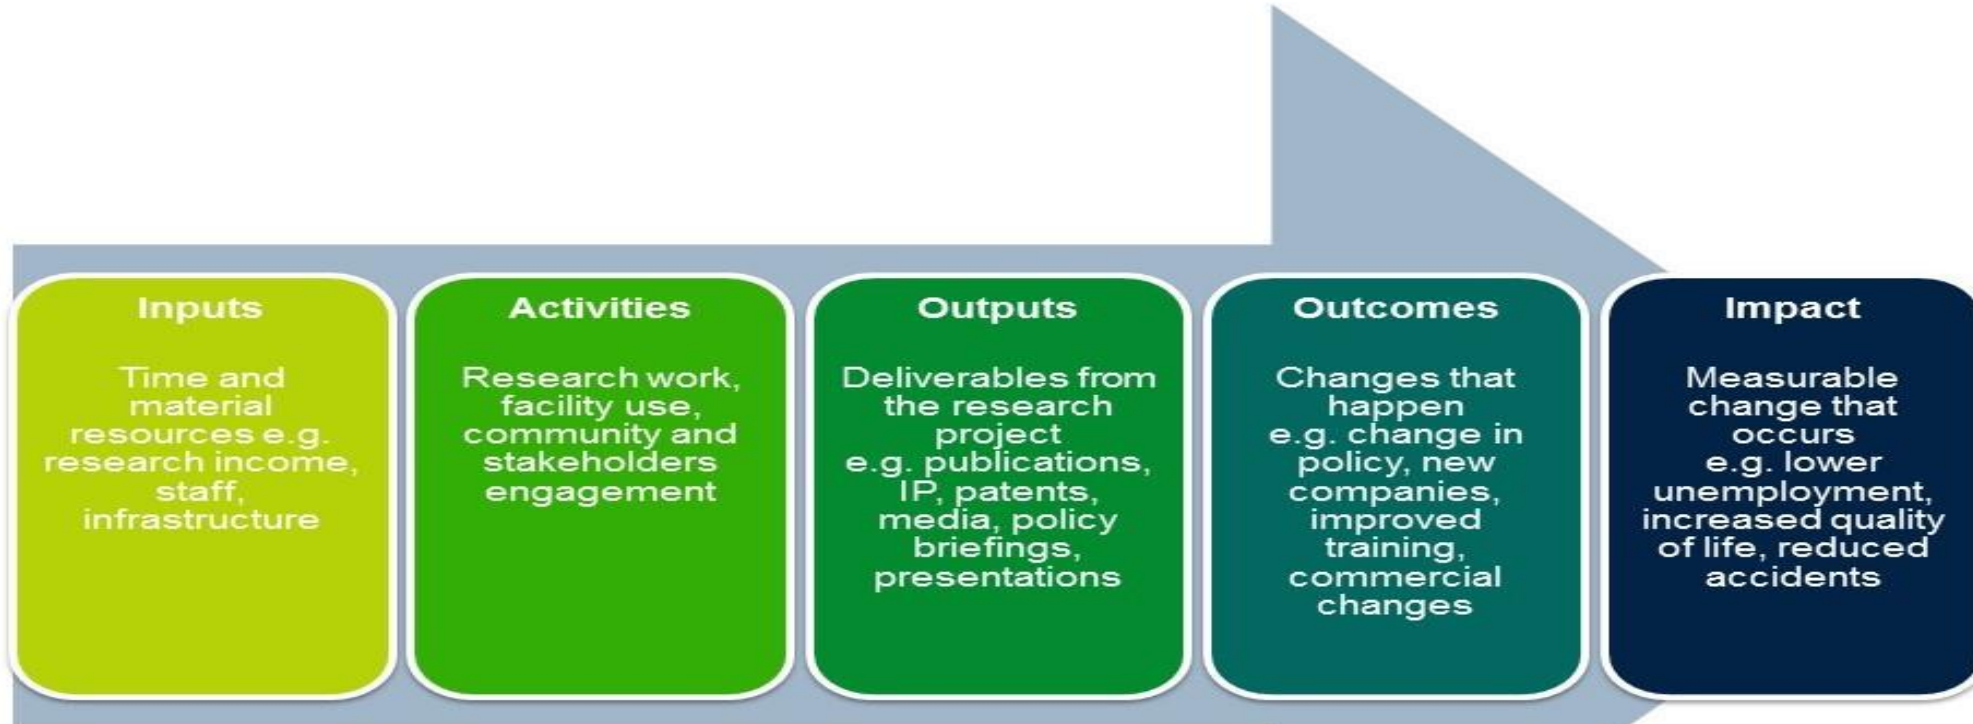 Inputs
Time and
material
resources e.g.
research income,
staff,
infrastructure
Activities
Research work,
facility use,
community and
stakeholders
engagement
Outputs
Deliverables from
the research
project
e.g. publications,
IP, patents,
media, policy
briefings,
presentations
Outcomes
Changes that
happen
e.g. change in
policy, new
companies,
improved
training,
commercial
changes
Impact
Measurable
change that
occurs
e.g. lower
unemployment,
increased quality
of life, reduced
accidents